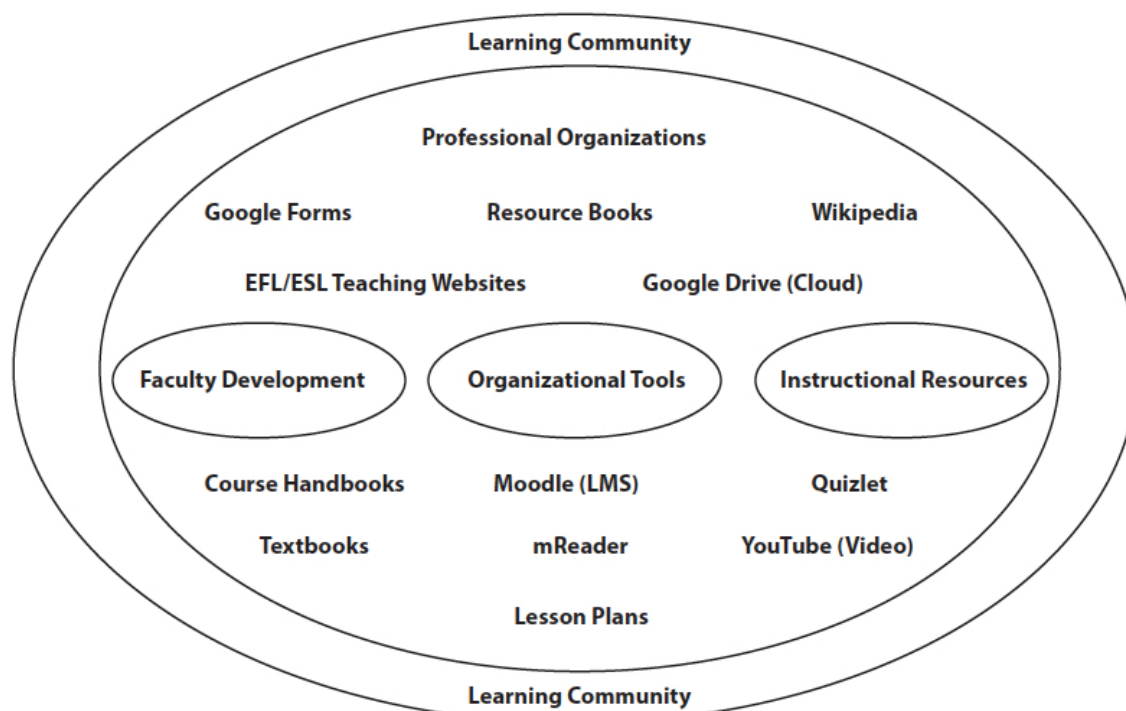 Learning Community
Professional Organizations
Google Forms Resource Books Wikipedia
EFL/ESL Teaching Websites Google Drive (Cloud)
Faculty Development Organizational Tools Instructional Resources
Course Handbooks Moodle (LMS) Quizlet
Textbooks mReader YouTube (Video)
Lesson Plans
Learning Community